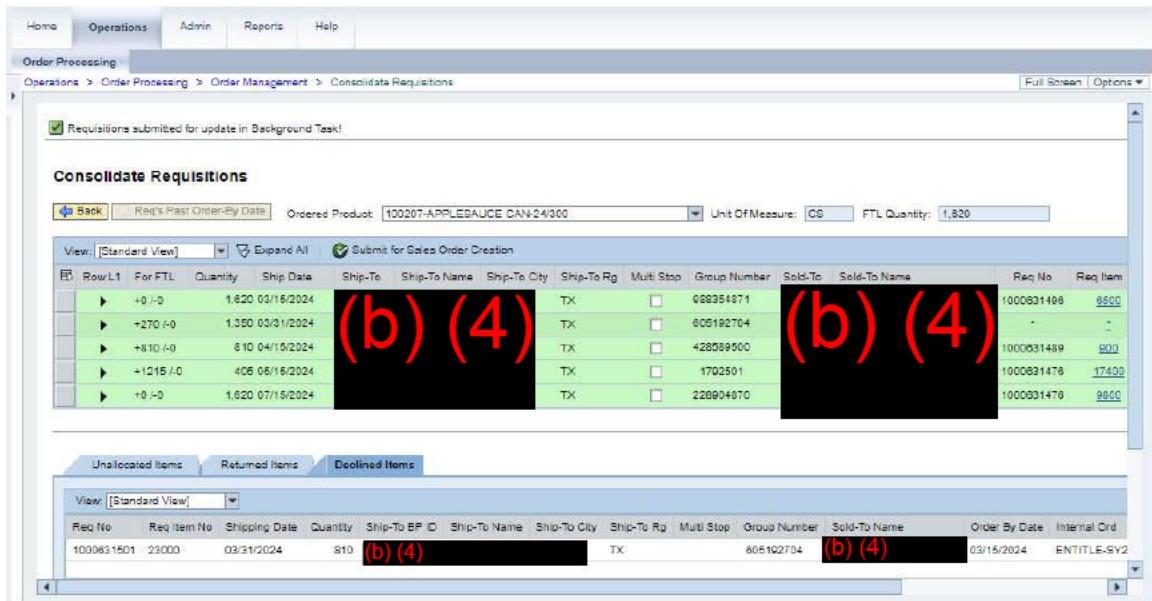 Home Operations Admin Reports Help
Order Processing
Operations > Order Processing > Order Management > Consolidate Requisitions Full Screen Options
Requisitions submitted for update in Background Task!
Consolidate Requisitions
Back Req's Past Order-By Date Ordered Product: 100207-APPLESAUCE CAN-24/300 Unit Of Measure: CS FTL Quantity: 1,620
View: [Standard View] Expand All Submit for Sales Order Creation
Row L1 For FTL Quantity Ship Date Ship-To Ship-To Name Ship-To City Ship-To Rg Multi Stop Group Number Sold-To Sold-To Name Req No Req Item
+0 /-0 1,620 03/15/2024 TX 988354871 1000631496 6600
+270 /-0 1,350 03/31/2024 TX 605192704 - -
+810 /-0 810 04/15/2024 TX 428589500 1000631489 900
+1215 /-0 405 06/15/2024 TX 1792501 1000631476 17400
+0 /-0 1,620 07/15/2024 TX 228904870 1000631476 9800
(b) (4) (b) (4)
Unallocated Items Returned Items Declined Items
View: [Standard View]
Req No Req Item No Shipping Date Quantity Ship-To BP ID Ship-To Name Ship-To City Ship-To Rg Multi Stop Group Number Sold-To Name Order By Date Internal Ord
1000631501 23000 03/31/2024 810 (b) (4) TX 605192704 (b) (4) 03/15/2024 ENTITLE-SY2